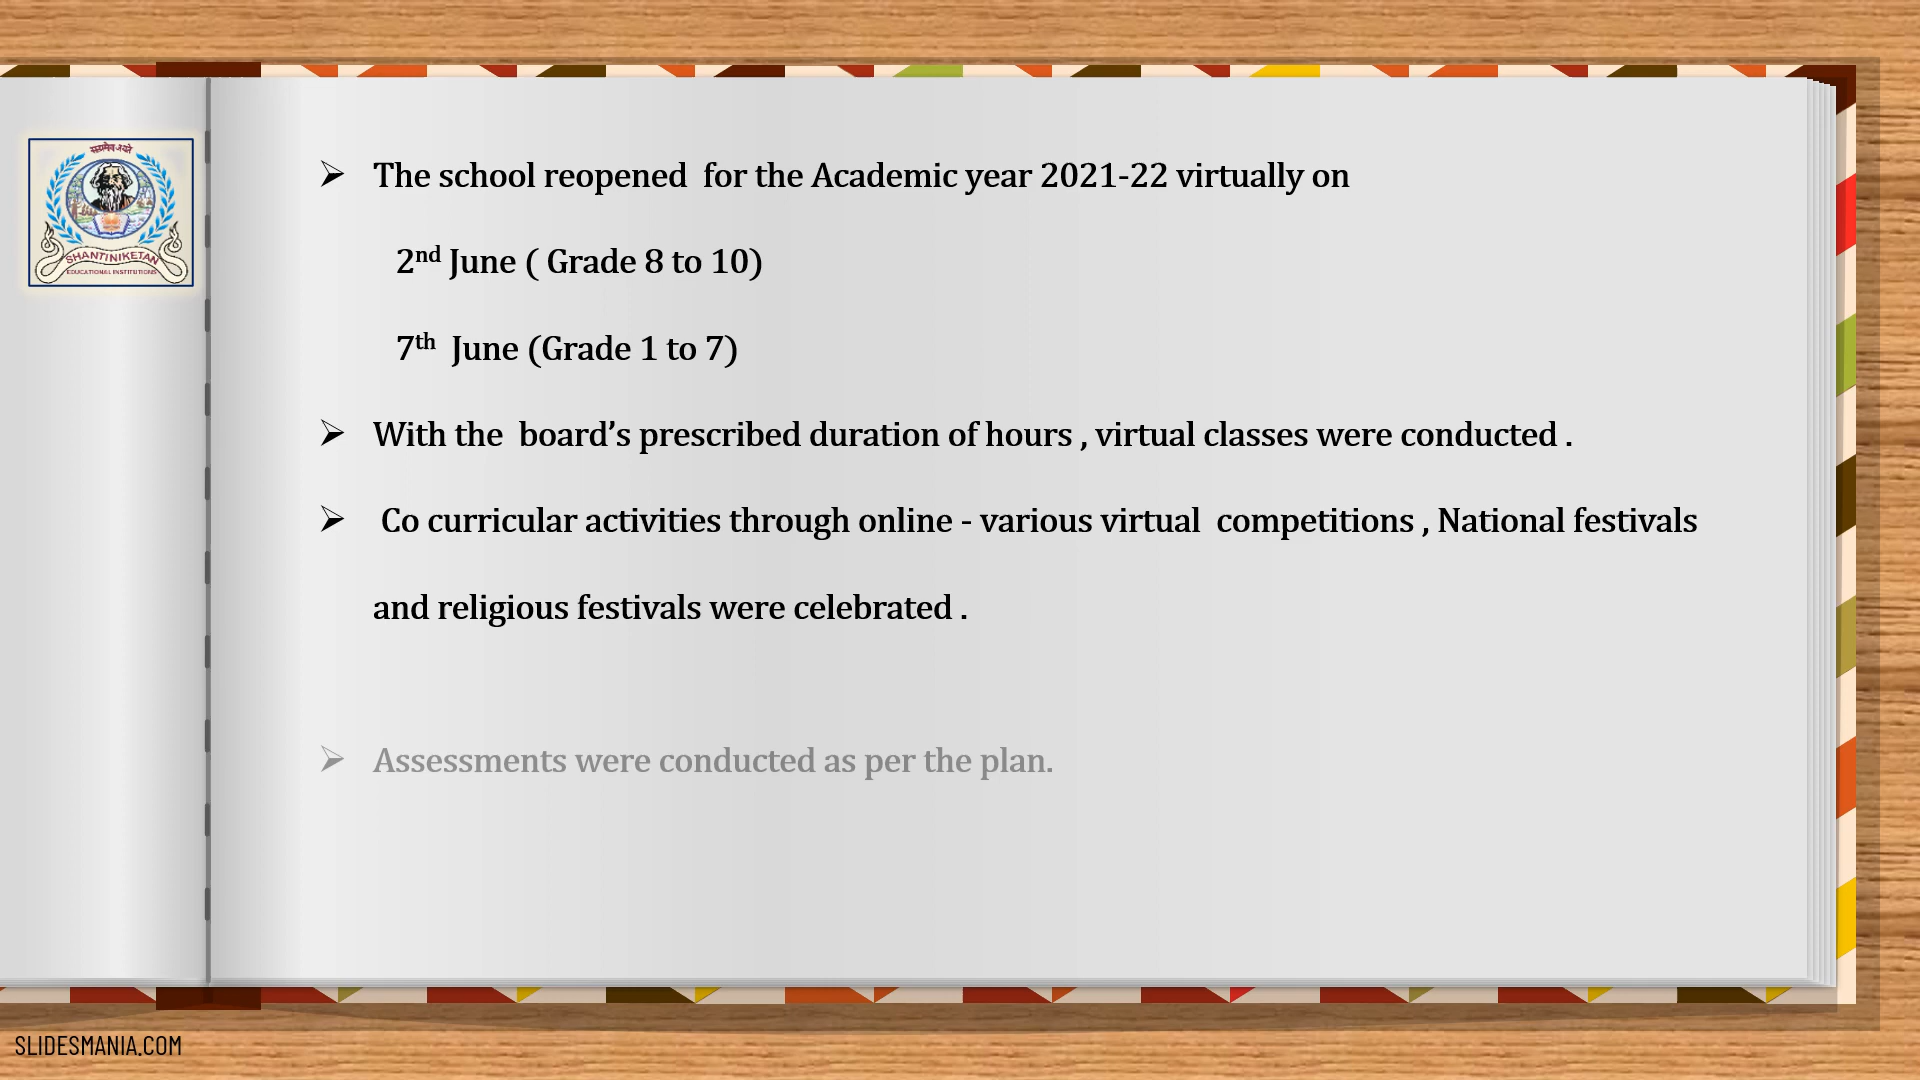 सत्यमेव जयते
SHANTINIKETAN
EDUCATIONAL INSTITUTIONS
➢ The school reopened  for the Academic year 2021-22 virtually on
2nd June ( Grade 8 to 10)
7th  June (Grade 1 to 7)
➢ With the  board’s prescribed duration of hours , virtual classes were conducted .
➢ Co curricular activities through online - various virtual  competitions , National festivals
and religious festivals were celebrated .
➢ Assessments were conducted as per the plan.
SLIDESMANIA.COM